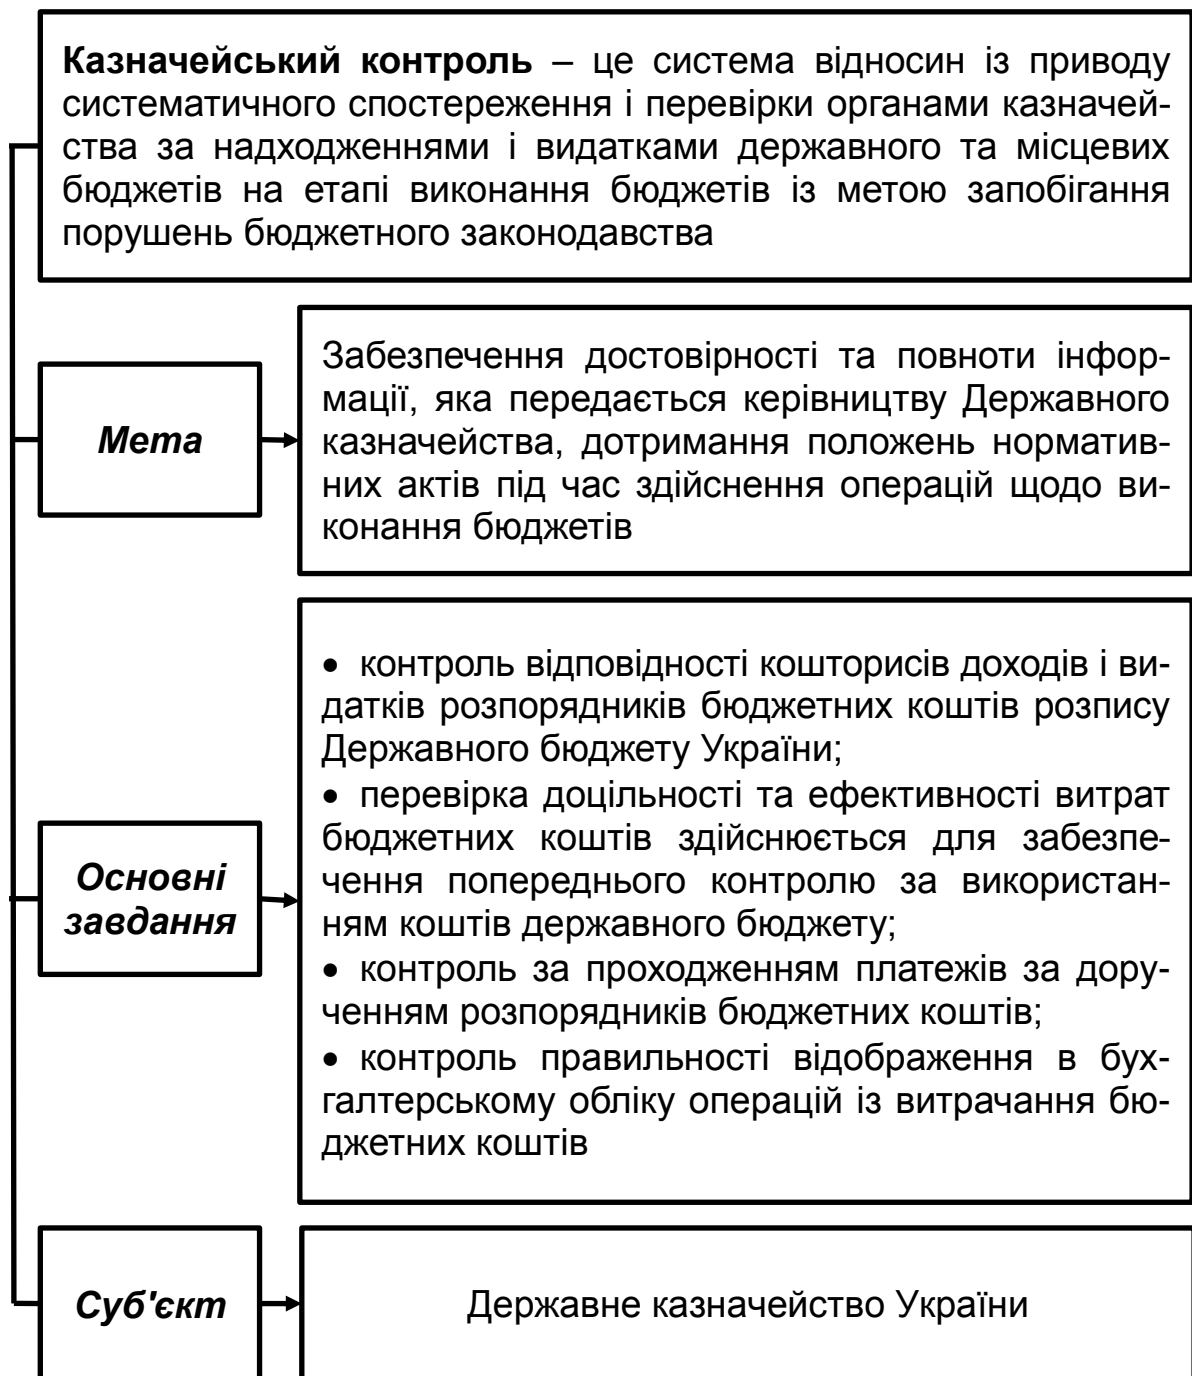 Казначейський контроль – це система відносин із приводу
систематичного спостереження і перевірки органами казначей-
ства за надходженнями і видатками державного та місцевих
бюджетів на етапі виконання бюджетів із метою запобігання
порушень бюджетного законодавства
Мета
Забезпечення достовірності та повноти інфор-
мації, яка передається керівництву Державного
казначейства, дотримання положень норматив-
них актів під час здійснення операцій щодо ви-
конання бюджетів
Основні
завдання
• контроль відповідності кошторисів доходів і ви-
датків розпорядників бюджетних коштів розпису
Державного бюджету України;
• перевірка доцільності та ефективності витрат
бюджетних коштів здійснюється для забезпе-
чення попереднього контролю за використан-
ням коштів державного бюджету;
• контроль за проходженням платежів за дору-
ченням розпорядників бюджетних коштів;
• контроль правильності відображення в бух-
галтерському обліку операцій із витрачання бю-
джетних коштів
Суб'єкт
Державне казначейство України